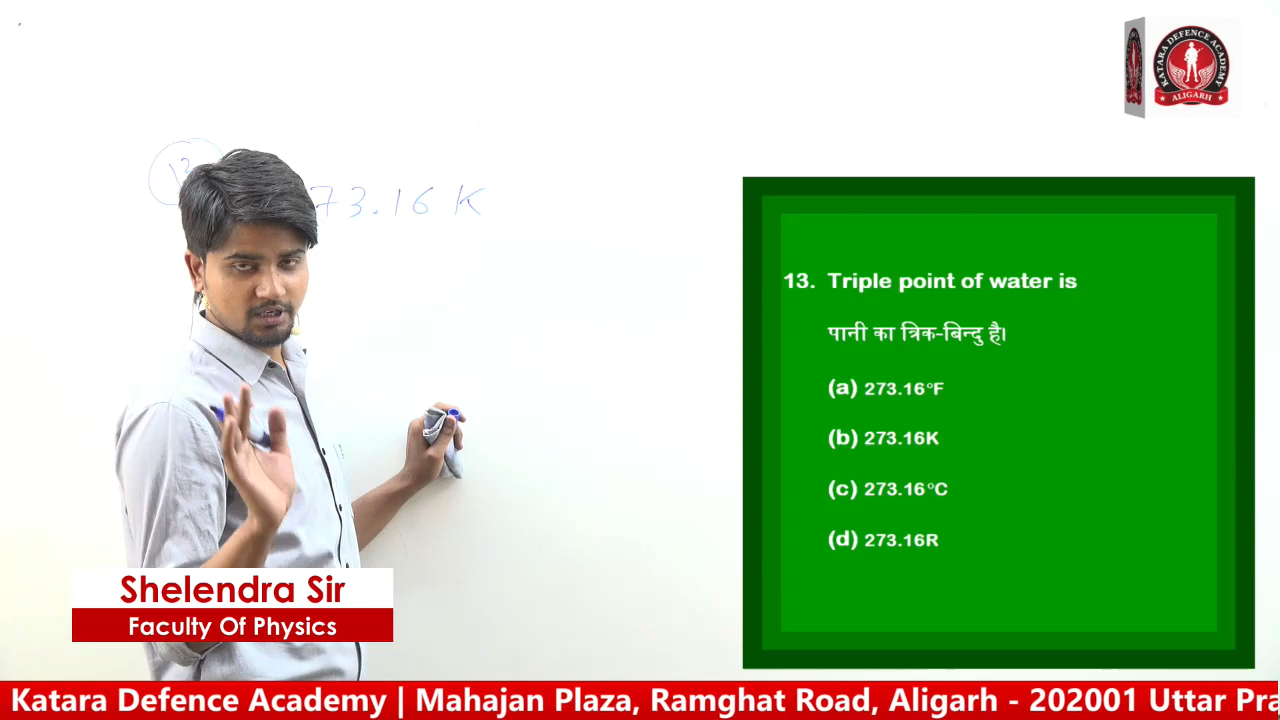 KATARA DEFENCE ACADEMY
ALIGARH
73.16 K
13. Triple point of water is
पानी का त्रिक-बिन्दु है।
(a) 273.16°F
(b) 273.16K
(c) 273.16°C
(d) 273.16R
Shelendra Sir
Faculty Of Physics
Katara Defence Academy | Mahajan Plaza, Ramghat Road, Aligarh - 202001 Uttar Pra